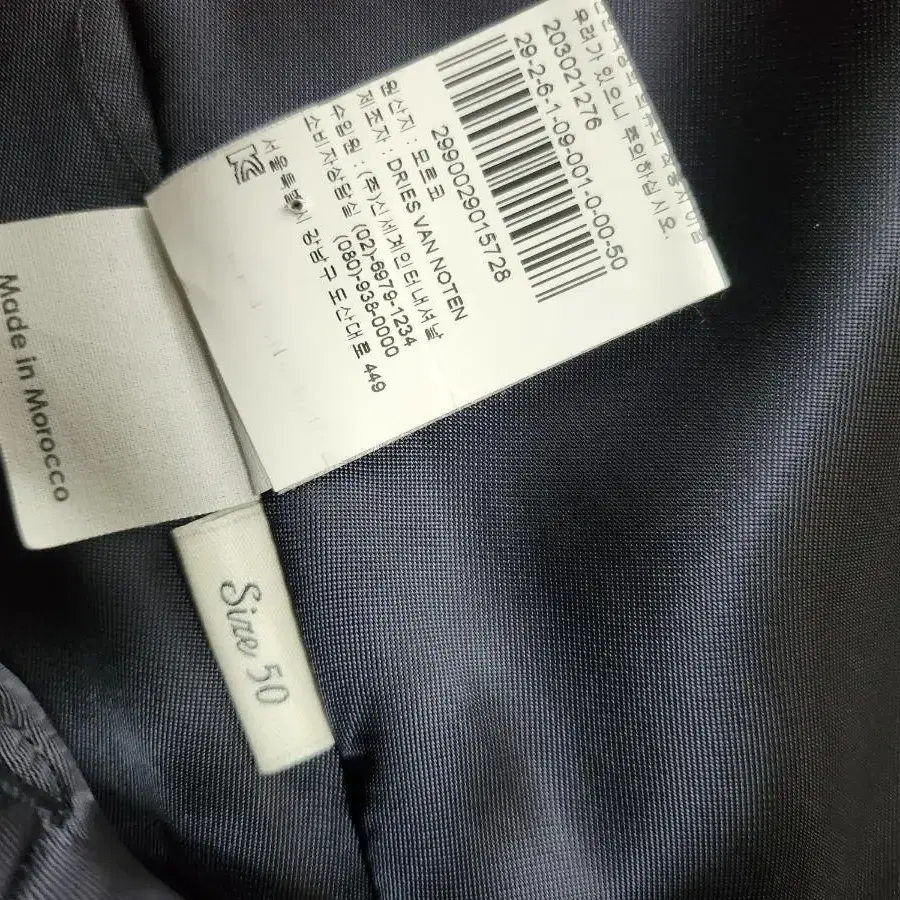 우려가 있으니 주의하십시오.
203021276
29-2-6-1-09-001-0-00-50
2990029015728
원산지 : 모로코
제조자 : DRIES VAN NOTEN
수입원 : (주)신세계인터내셔날
(02)-6979-1234
소비자상담실 (080)-938-0000
서울특별시 강남구 도산대로 449
Made in Morocco
Size 50